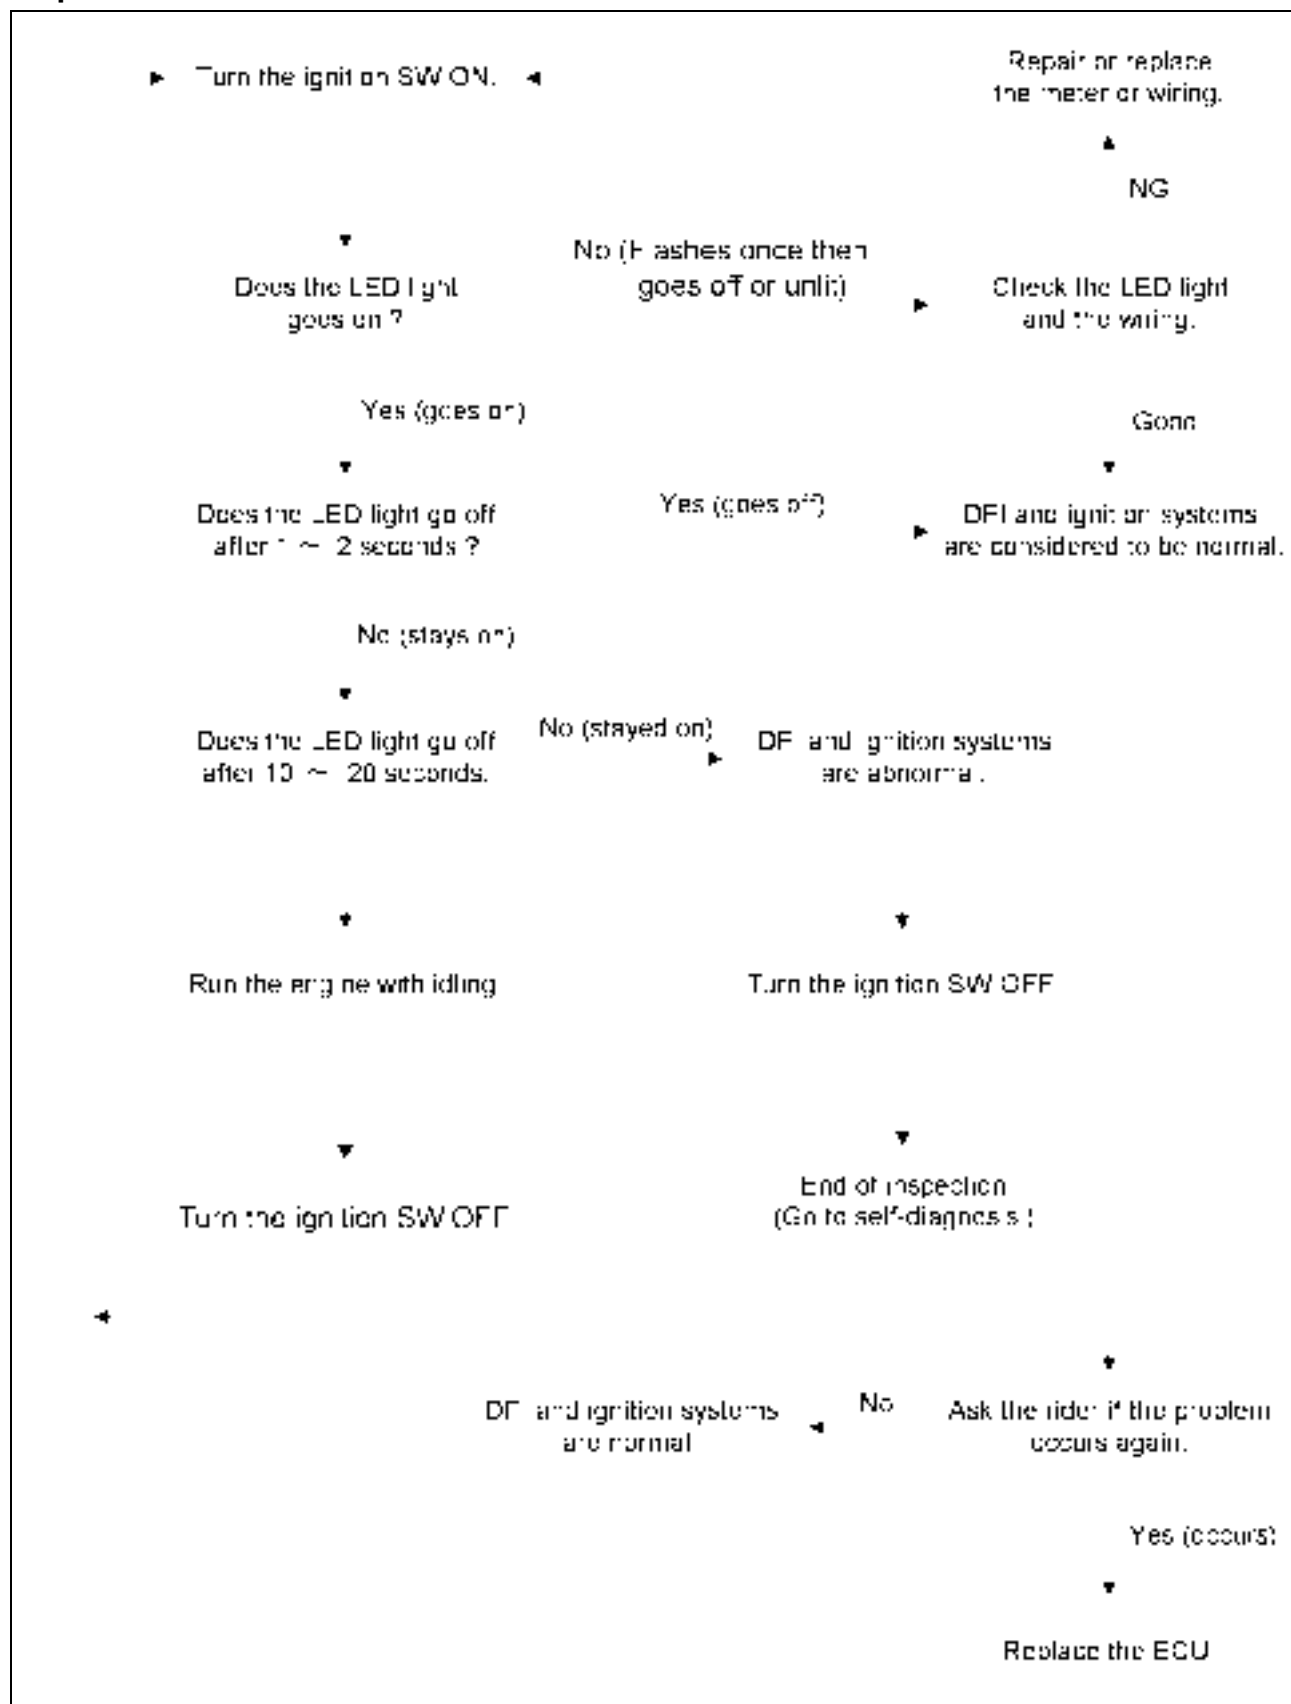 Turn the ignition SW ON.
Repair or replace
the meter or wiring.
NG
No (Flashes once then
goes off or unlit)
Does the LED light
goes on ?
Check the LED light
and the wiring.
Yes (goes on)
Good
Does the LED light go off
after 1 ~ 2 seconds ?
Yes (goes off)
DFI and ignition systems
are considered to be normal.
No (stays on)
Does the LED light go off
after 10 ~ 20 seconds.
No (stayed on)
DFI and ignition systems
are abnormal.
Run the engine with idling
Turn the ignition SW OFF
Turn the ignition SW OFF
End of inspection
(Go to self-diagnosis.)
DFI and ignition systems
are normal
No
Ask the rider if the problem
occurs again.
Yes (occurs)
Replace the ECU